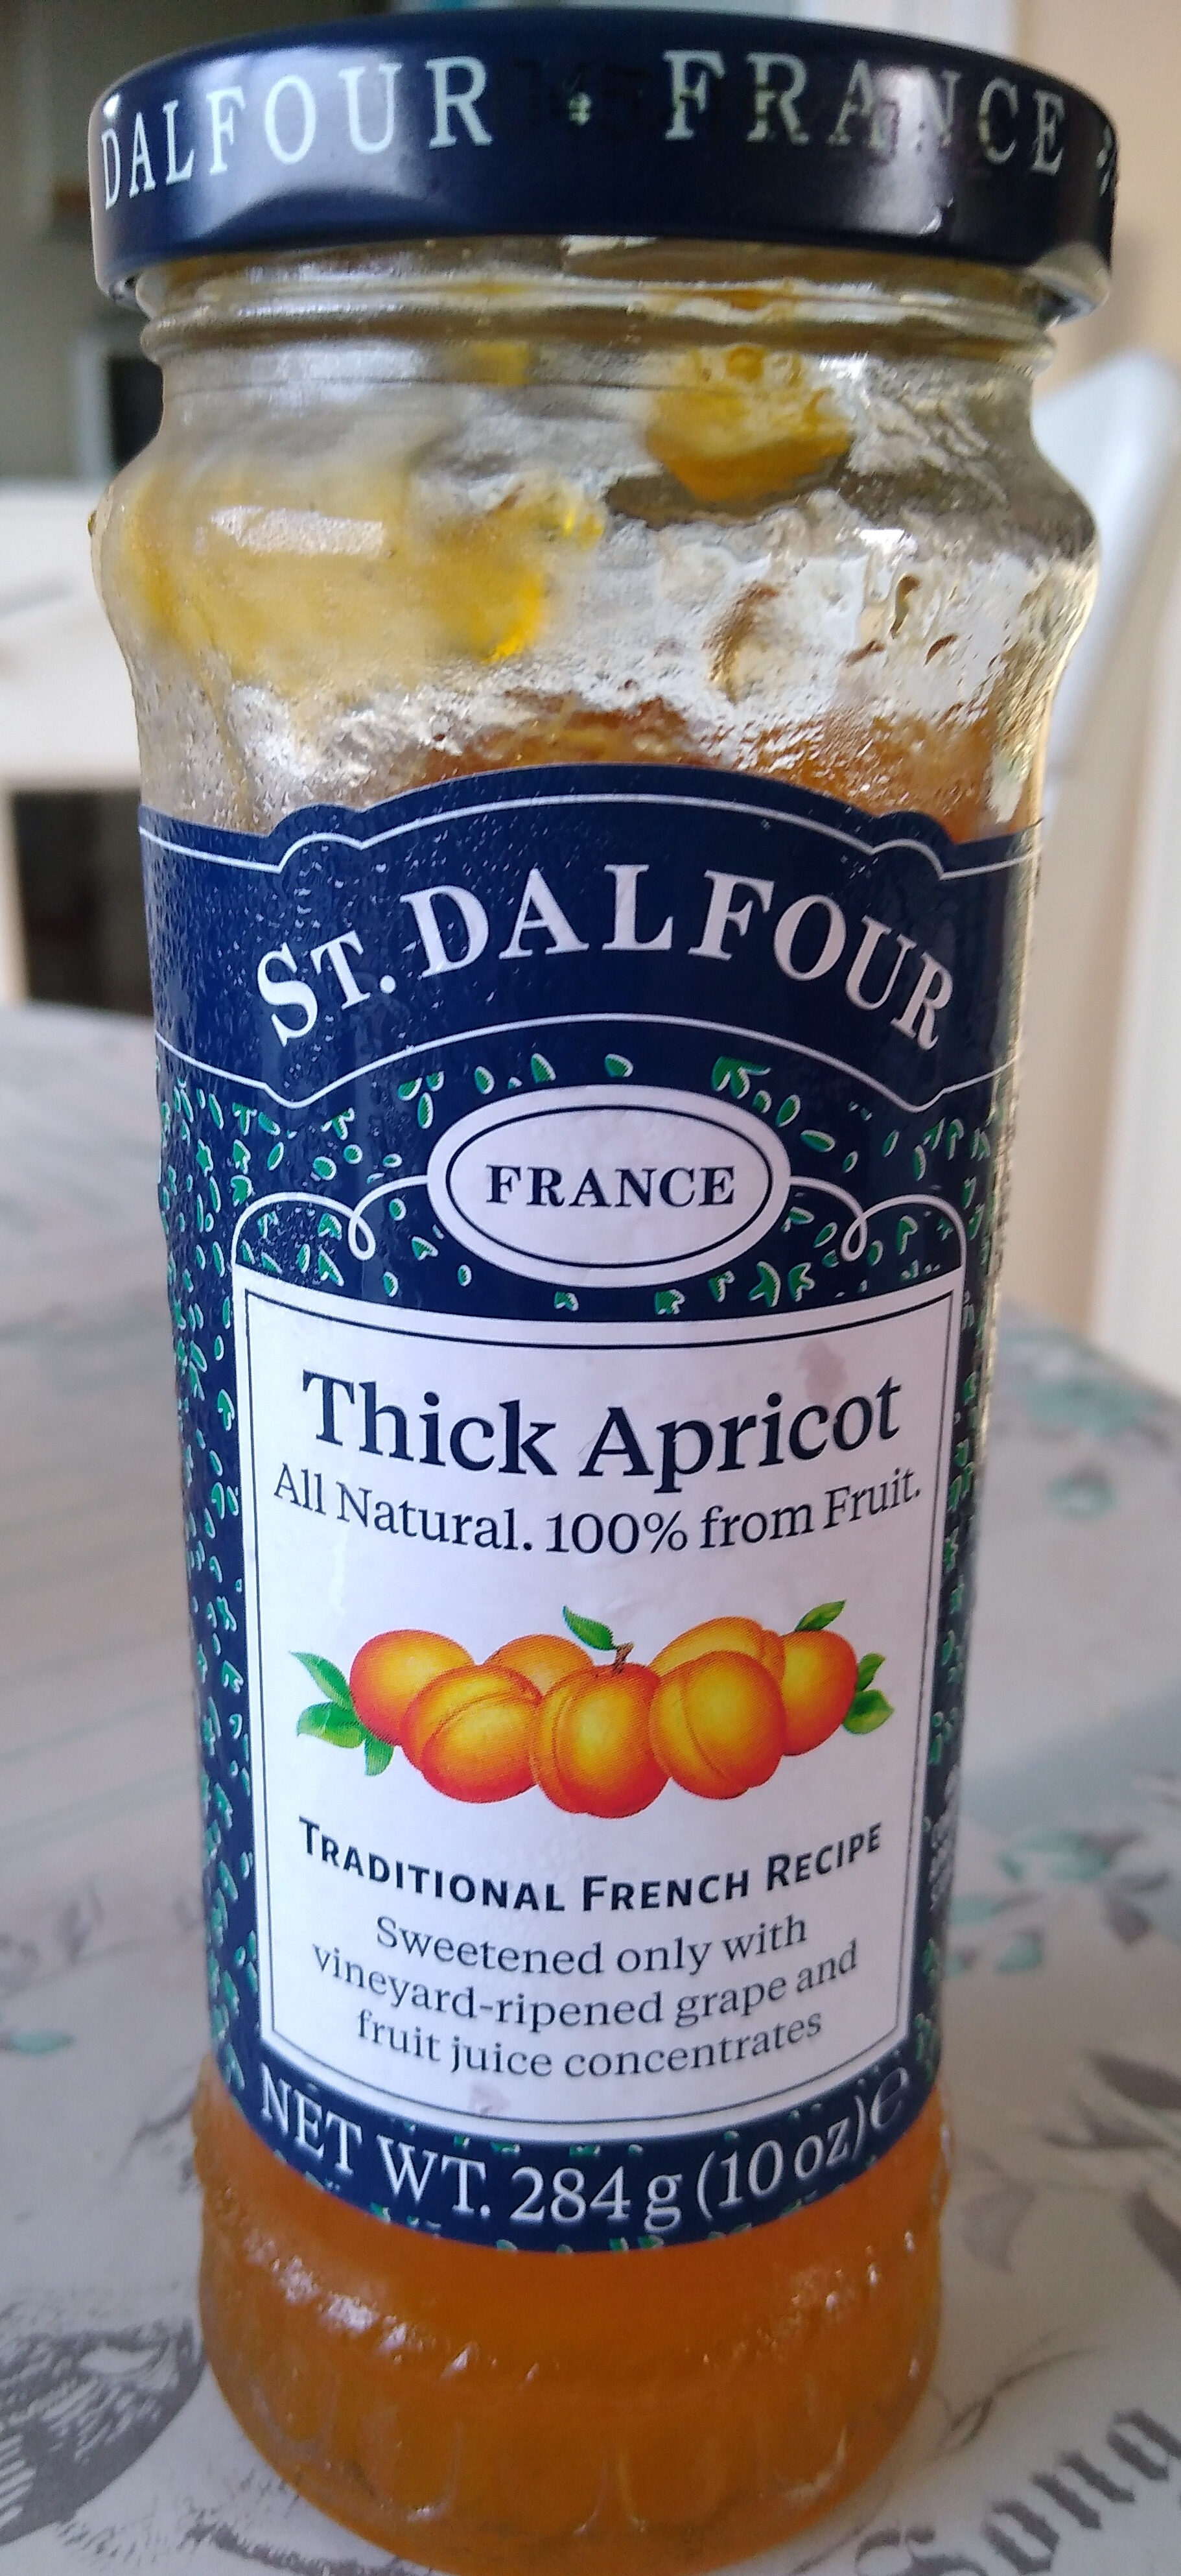 DALFOUR · FRANCE
ST. DALFOUR
FRANCE
Thick Apricot
All Natural. 100% from Fruit.
TRADITIONAL FRENCH RECIPE
Sweetened only with
vineyard-ripened grape and
fruit juice concentrates
NET WT. 284 g (10 oz) ℮